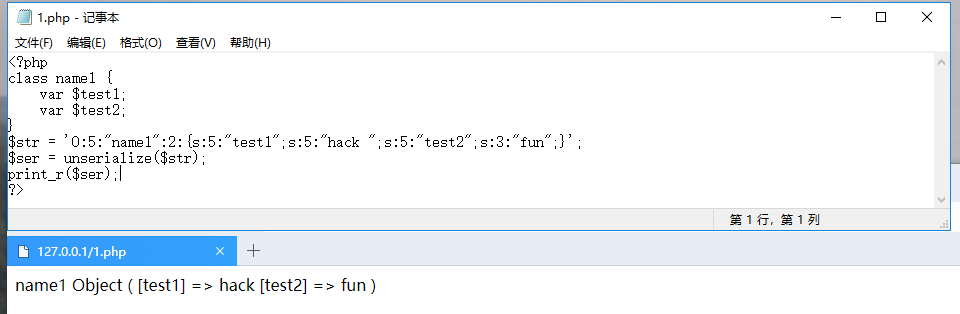 1.php - 记事本
文件(F) 编辑(E) 格式(O) 查看(V) 帮助(H)
<?php
class name1 {
    var $test1;
    var $test2;
}
$str = 'O:5:"name1":2:{s:5:"test1";s:5:"hack ";s:5:"test2";s:3:"fun";}';
$ser = unserialize($str);
print_r($ser);
?>
第 1 行，第 1 列
127.0.0.1/1.php
name1 Object ( [test1] => hack [test2] => fun )